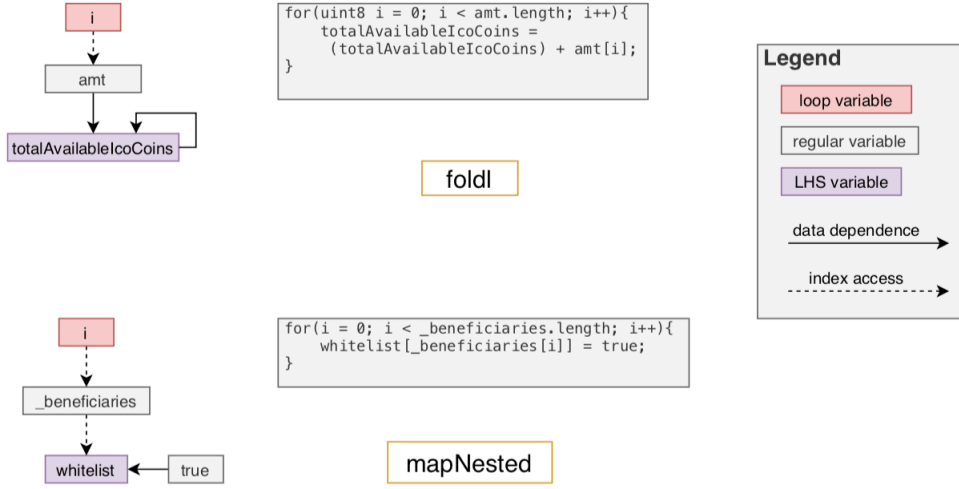 i
amt
totalAvailableIcoCoins
for(uint8 i = 0; i < amt.length; i++){
totalAvailableIcoCoins =
(totalAvailableIcoCoins) + amt[i];
}
foldl
Legend
loop variable
regular variable
LHS variable
data dependence
index access
i
_beneficiaries
whitelist
true
for(i = 0; i < _beneficiaries.length; i++){
whitelist[_beneficiaries[i]] = true;
}
mapNested